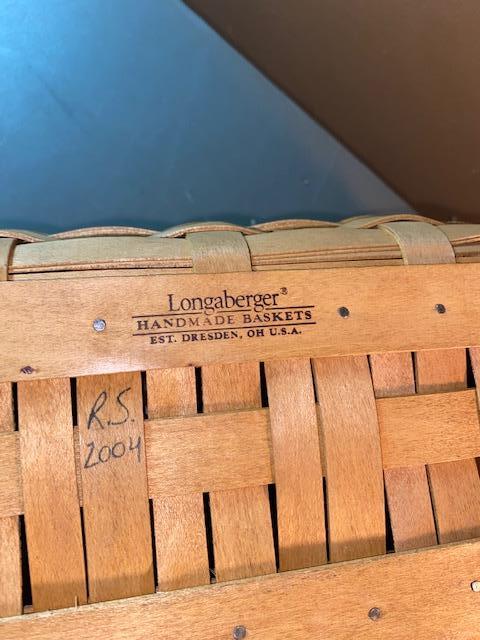 Longaberger®
HANDMADE BASKETS
EST. DRESDEN, OH U.S.A.
R.S.
2004